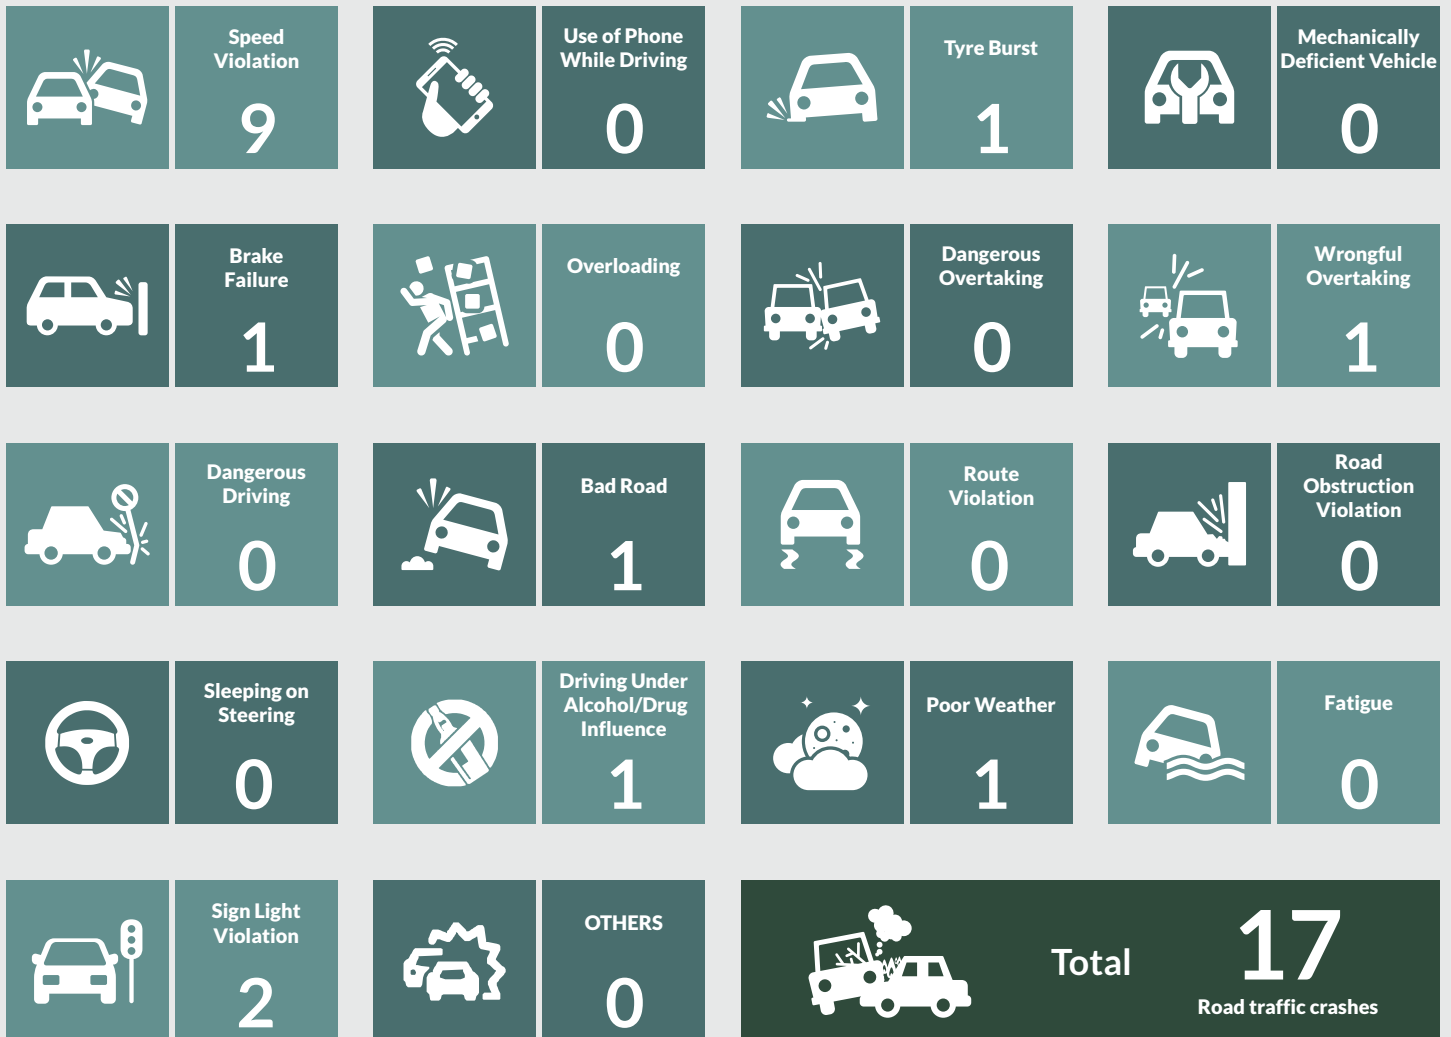 Speed
Violation
9
Use of Phone
While Driving
0
Tyre Burst
1
Mechanically
Deficient Vehicle
0
Brake
Failure
1
Overloading
0
Dangerous
Overtaking
0
Wrongful
Overtaking
1
Dangerous
Driving
0
Bad Road
1
Route
Violation
0
Road
Obstruction
Violation
0
Sleeping on
Steering
0
Driving Under
Alcohol/Drug
Influence
1
Poor Weather
1
Fatigue
0
Sign Light
Violation
2
OTHERS
0
Total
17
Road traffic crashes